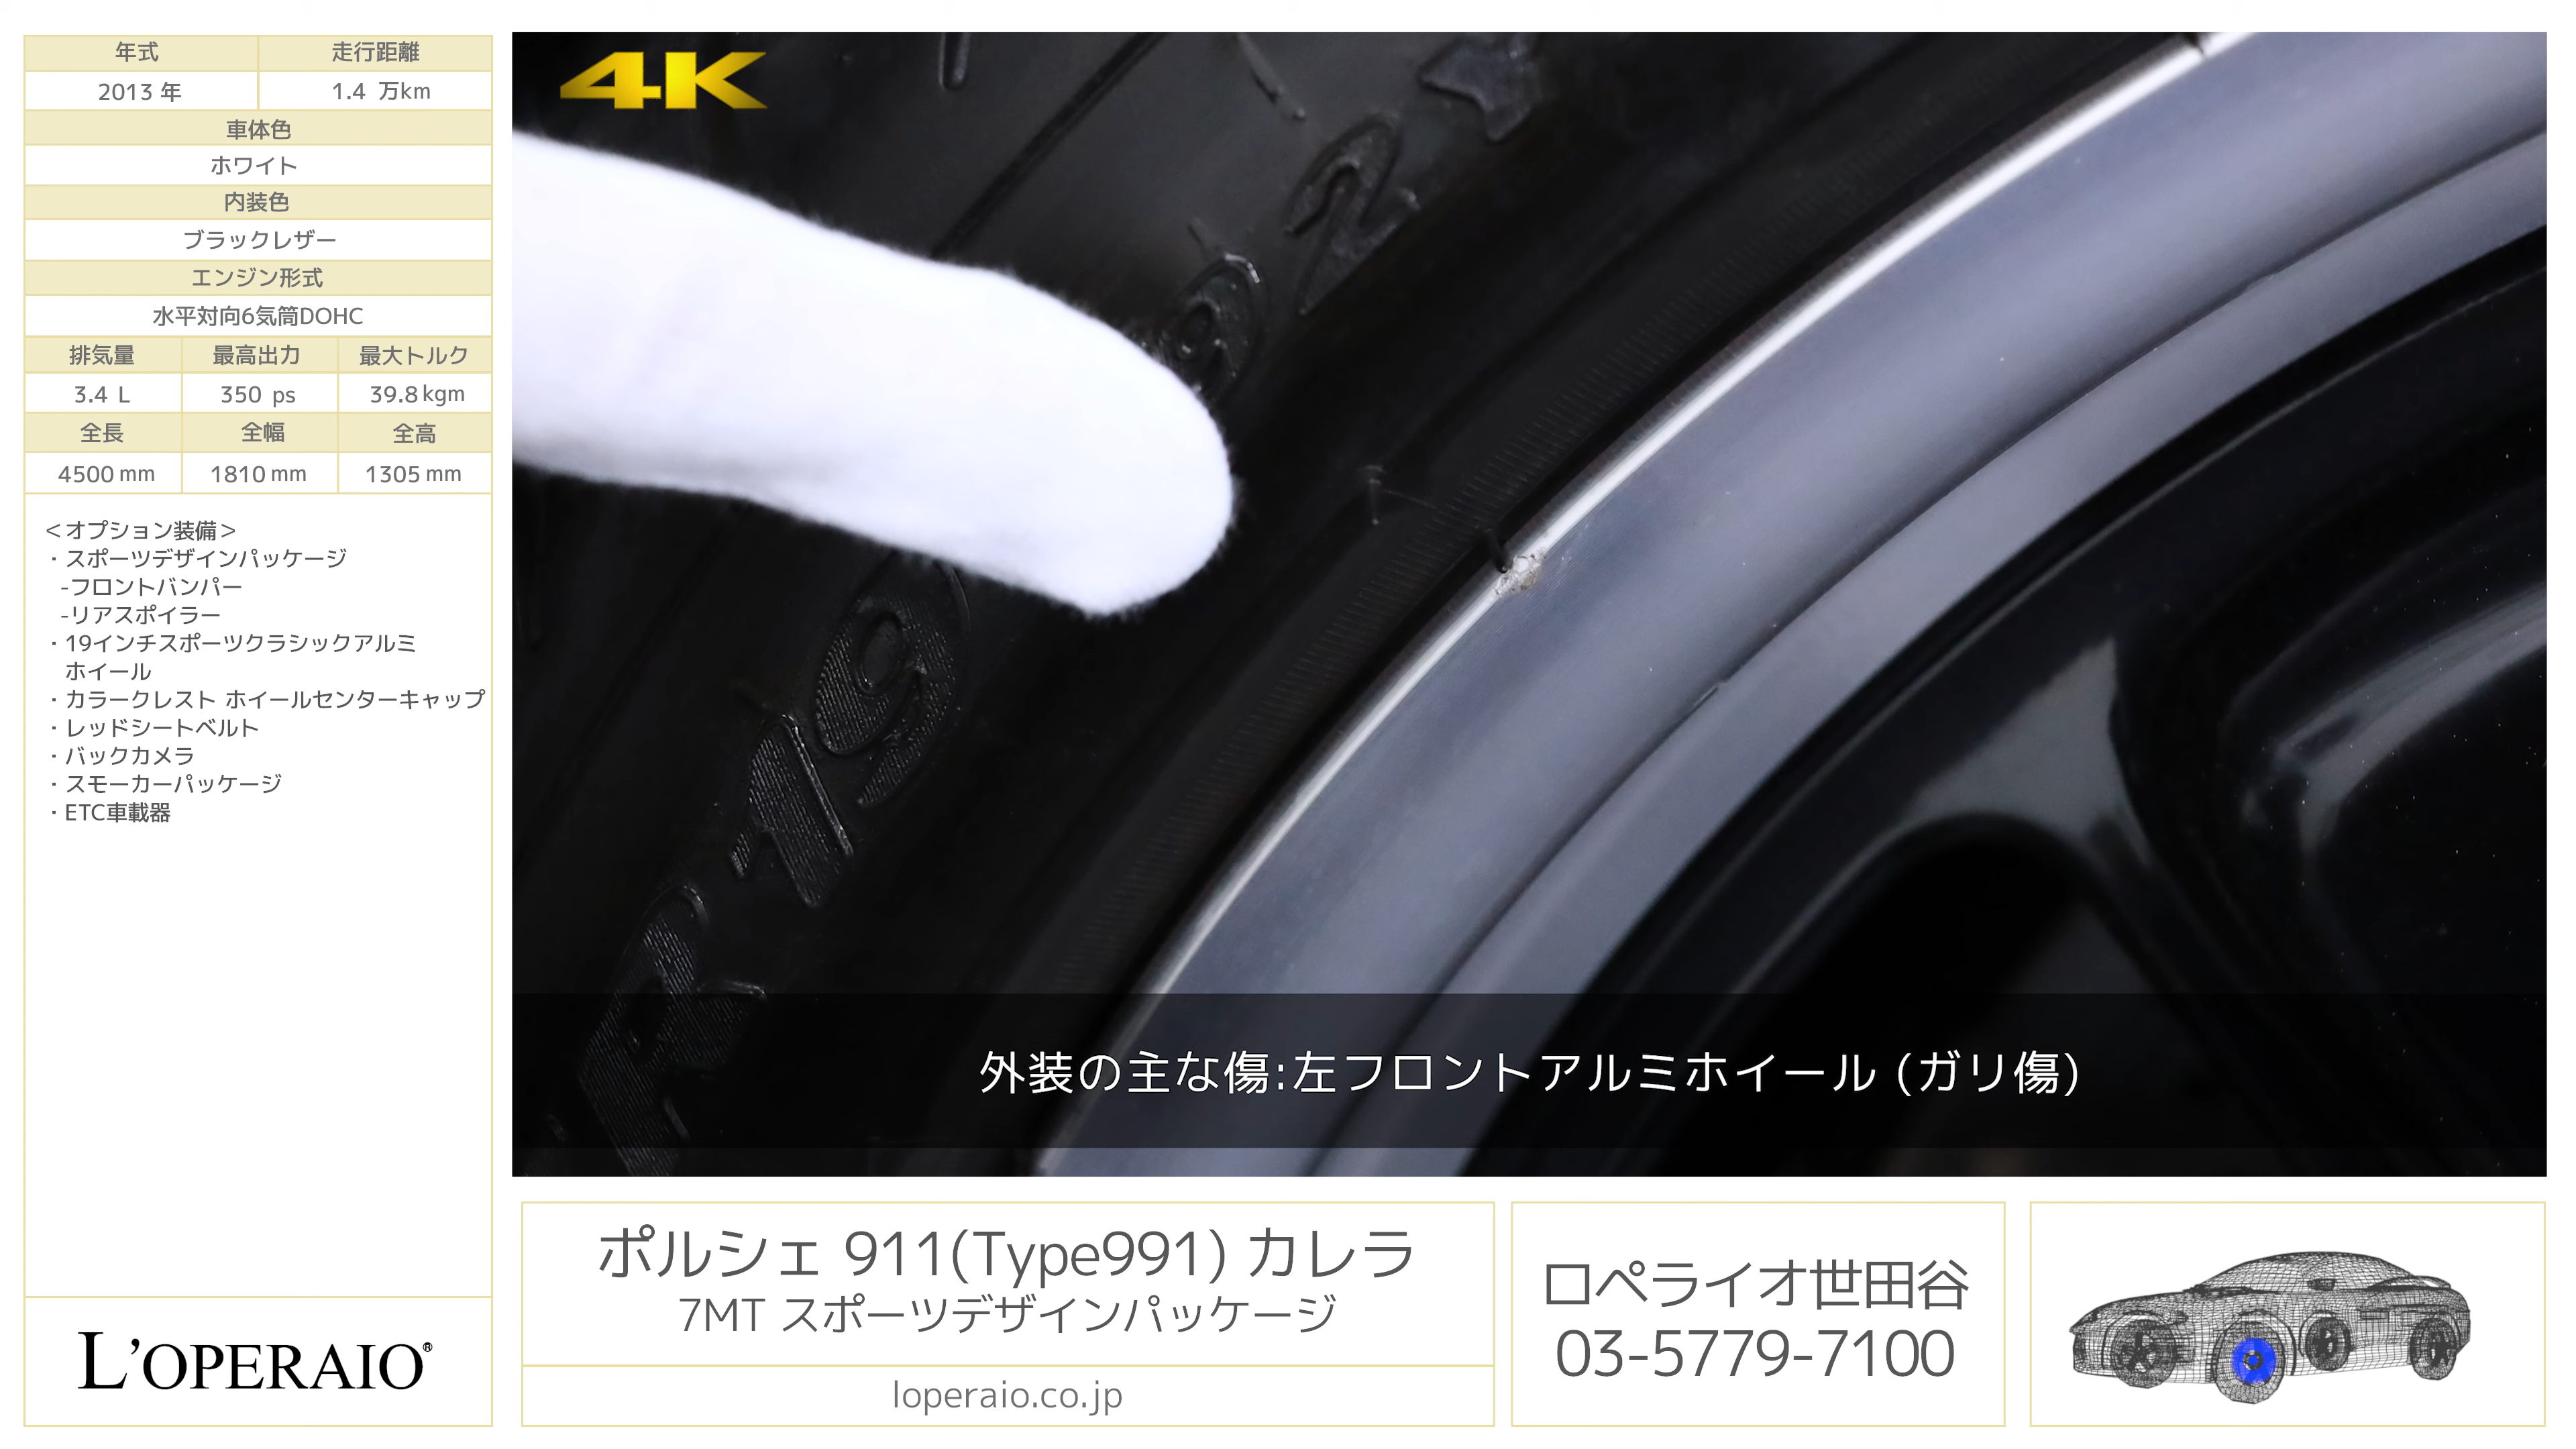 年式 走行距離
2013 年 1.4 万km
車体色
ホワイト
内装色
ブラックレザー
エンジン形式
水平対向6気筒DOHC
排気量 最高出力 最大トルク
3.4 L 350 ps 39.8kgm
全長 全幅 全高
4500mm 1810mm 1305mm
＜オプション装備＞
・スポーツデザインパッケージ
-フロントバンパー
-リアスポイラー
・19インチスポーツクラシックアルミ
ホイール
・カラークレスト ホイールセンターキャップ
・レッドシートベルト
・バックカメラ
・スモーカーパッケージ
・ETC車載器
L'OPERAIO®
4K
92
R19
外装の主な傷:左フロントアルミホイール (ガリ傷)
ポルシェ 911(Type991) カレラ
7MT スポーツデザインパッケージ
loperaio.co.jp
ロペライオ世田谷
03-5779-7100